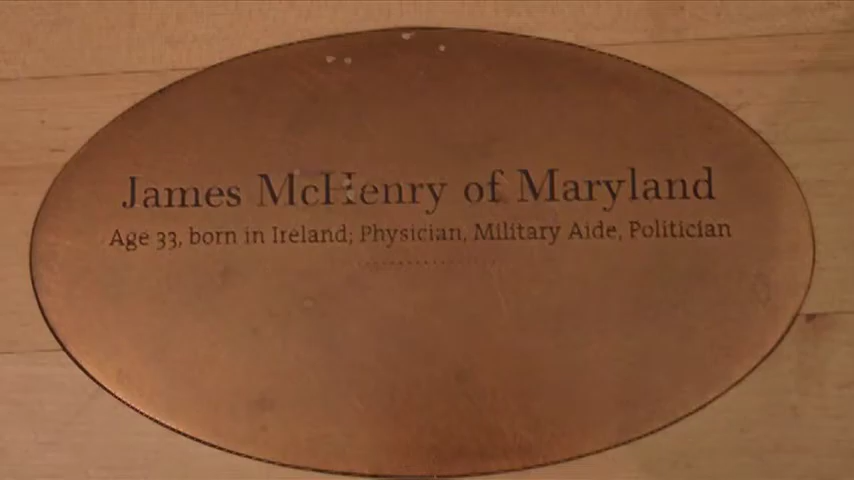 James McHenry of Maryland
Age 33, born in Ireland; Physician, Military Aide, Politician